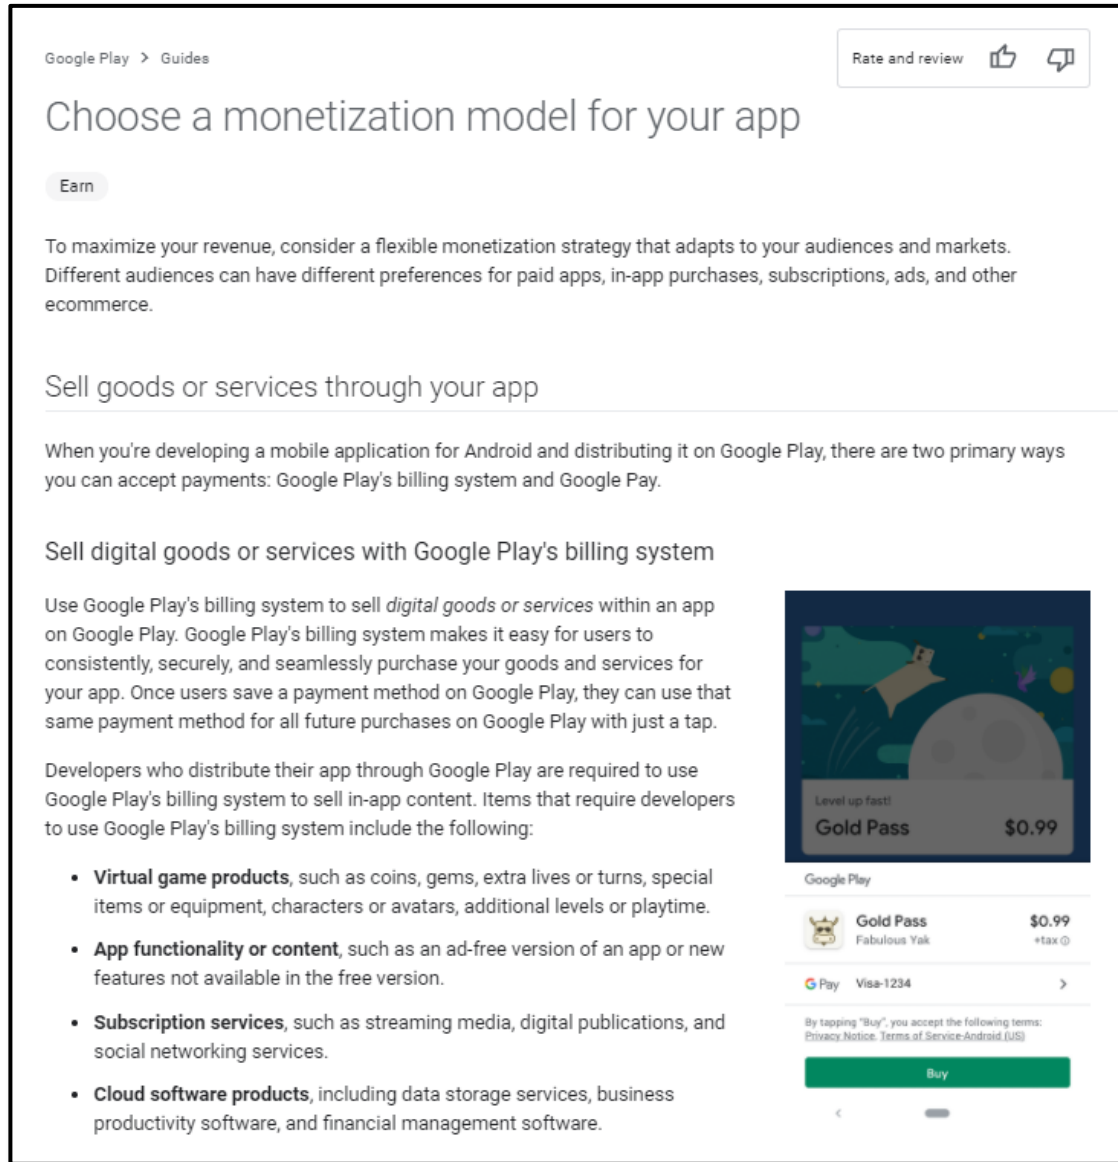 Google Play > Guides
Rate and review
Choose a monetization model for your app
Earn
To maximize your revenue, consider a flexible monetization strategy that adapts to your audiences and markets.
Different audiences can have different preferences for paid apps, in-app purchases, subscriptions, ads, and other
ecommerce.
Sell goods or services through your app
When you're developing a mobile application for Android and distributing it on Google Play, there are two primary ways
you can accept payments: Google Play's billing system and Google Pay.
Sell digital goods or services with Google Play's billing system
Use Google Play's billing system to sell digital goods or services within an app
on Google Play. Google Play's billing system makes it easy for users to
consistently, securely, and seamlessly purchase your goods and services for
your app. Once users save a payment method on Google Play, they can use that
same payment method for all future purchases on Google Play with just a tap.
Developers who distribute their app through Google Play are required to use
Google Play's billing system to sell in-app content. Items that require developers
to use Google Play's billing system include the following:
• Virtual game products, such as coins, gems, extra lives or turns, special
items or equipment, characters or avatars, additional levels or playtime.
• App functionality or content, such as an ad-free version of an app or new
features not available in the free version.
• Subscription services, such as streaming media, digital publications, and
social networking services.
• Cloud software products, including data storage services, business
productivity software, and financial management software.
Level up fast!
Gold Pass $0.99
Google Play
Gold Pass $0.99
Fabulous Yak +tax
G Pay Visa-1234 >
By tapping "Buy", you accept the following terms:
Privacy Notice, Terms of Service-Android (US)
Buy